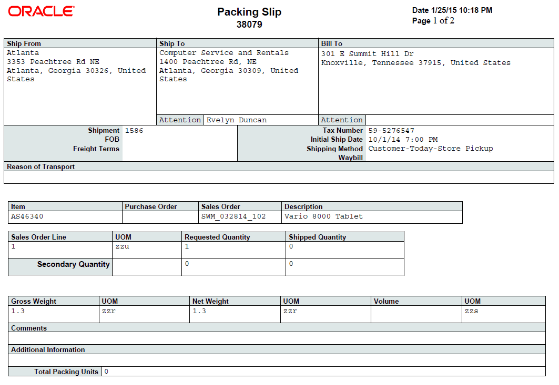 ORACLE
Packing Slip
38079
Date 1/25/15 10:18 PM
Page 1 of 2
Ship From Ship To Bill To
Atlanta Computer Service and Rentals 301 E Summit Hill Dr
3353 Peachtree Rd NE 1400 Peachtree Rd, NE Knoxville, Tennessee 37915, United States
Atlanta, Georgia 30326, United Atlanta, Georgia 30309, United
States States
Attention Evelyn Duncan Attention
Shipment 1586 Tax Number 59-5276547
FOB Initial Ship Date 10/1/14 7:00 PM
Freight Terms Shipping Method Customer-Today-Store Pickup
Waybill
Reason of Transport
Item Purchase Order Sales Order Description
AS46340 SWM_032814_102 Vario 8000 Tablet
Sales Order Line UOM Requested Quantity Shipped Quantity
1 zzu 1 0
Secondary Quantity 0 0
Gross Weight UOM Net Weight UOM Volume UOM
1.3 zzr 1.3 zzr zzs
Comments
Additional Information
Total Packing Units 0